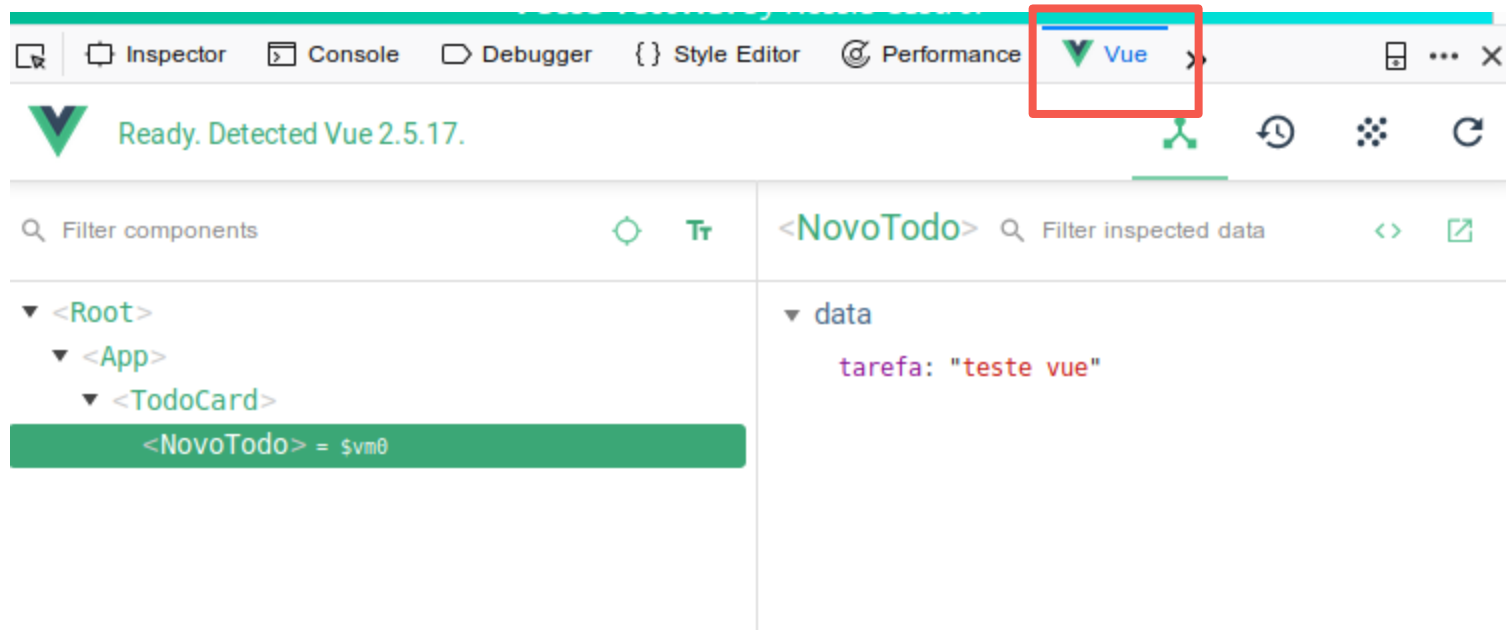 Inspector Console Debugger { } Style Editor Performance Vue
Ready. Detected Vue 2.5.17.
Filter components
Tт
<NovoTodo> Filter inspected data
<Root>
<App>
<TodoCard>
<NovoTodo> = $vm0
data
tarefa: "teste vue"